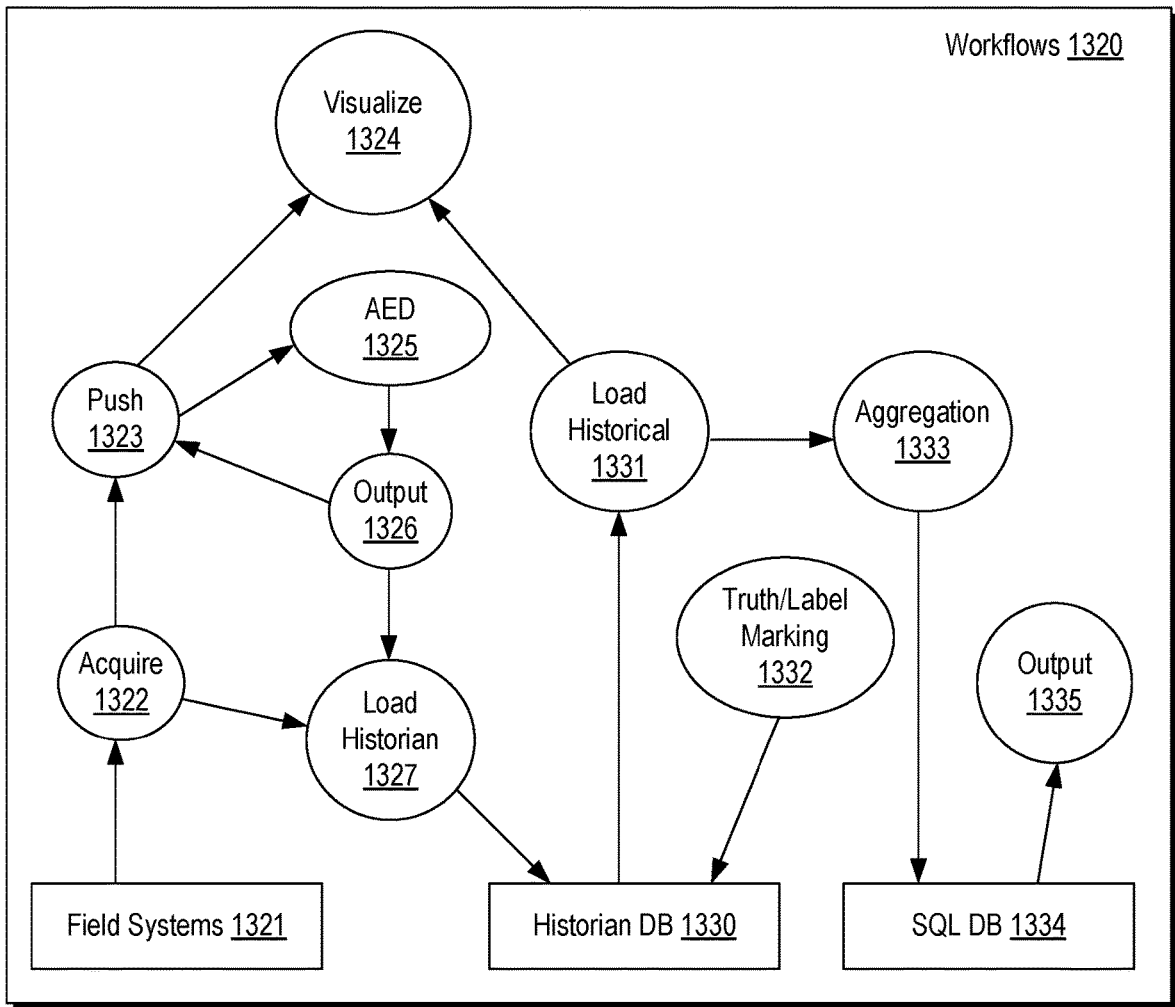 Workflows 1320
Visualize
1324
AED
1325
Push
1323
Load
Historical
1331
Aggregation
1333
Output
1326
Truth/Label
Marking
1332
Acquire
1322
Load
Historian
1327
Output
1335
Field Systems 1321
Historian DB 1330
SQL DB 1334